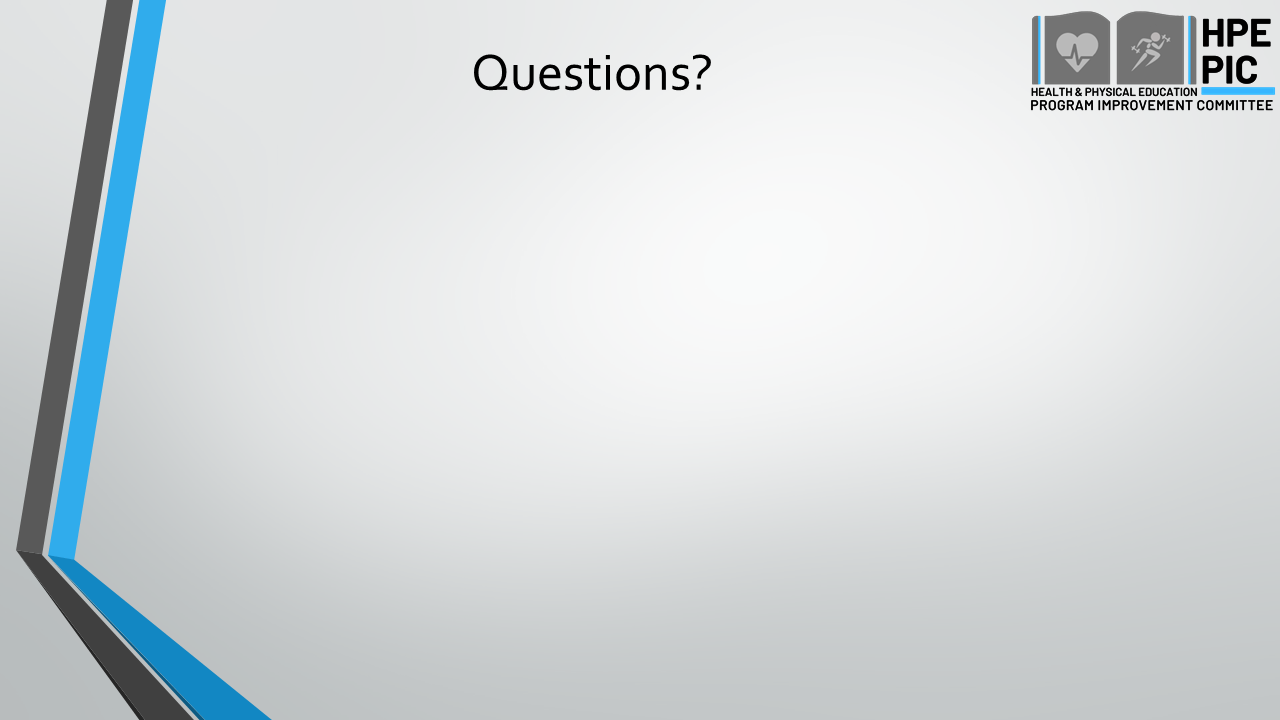 Questions?
HPE
PIC
HEALTH & PHYSICAL EDUCATION
PROGRAM IMPROVEMENT COMMITTEE